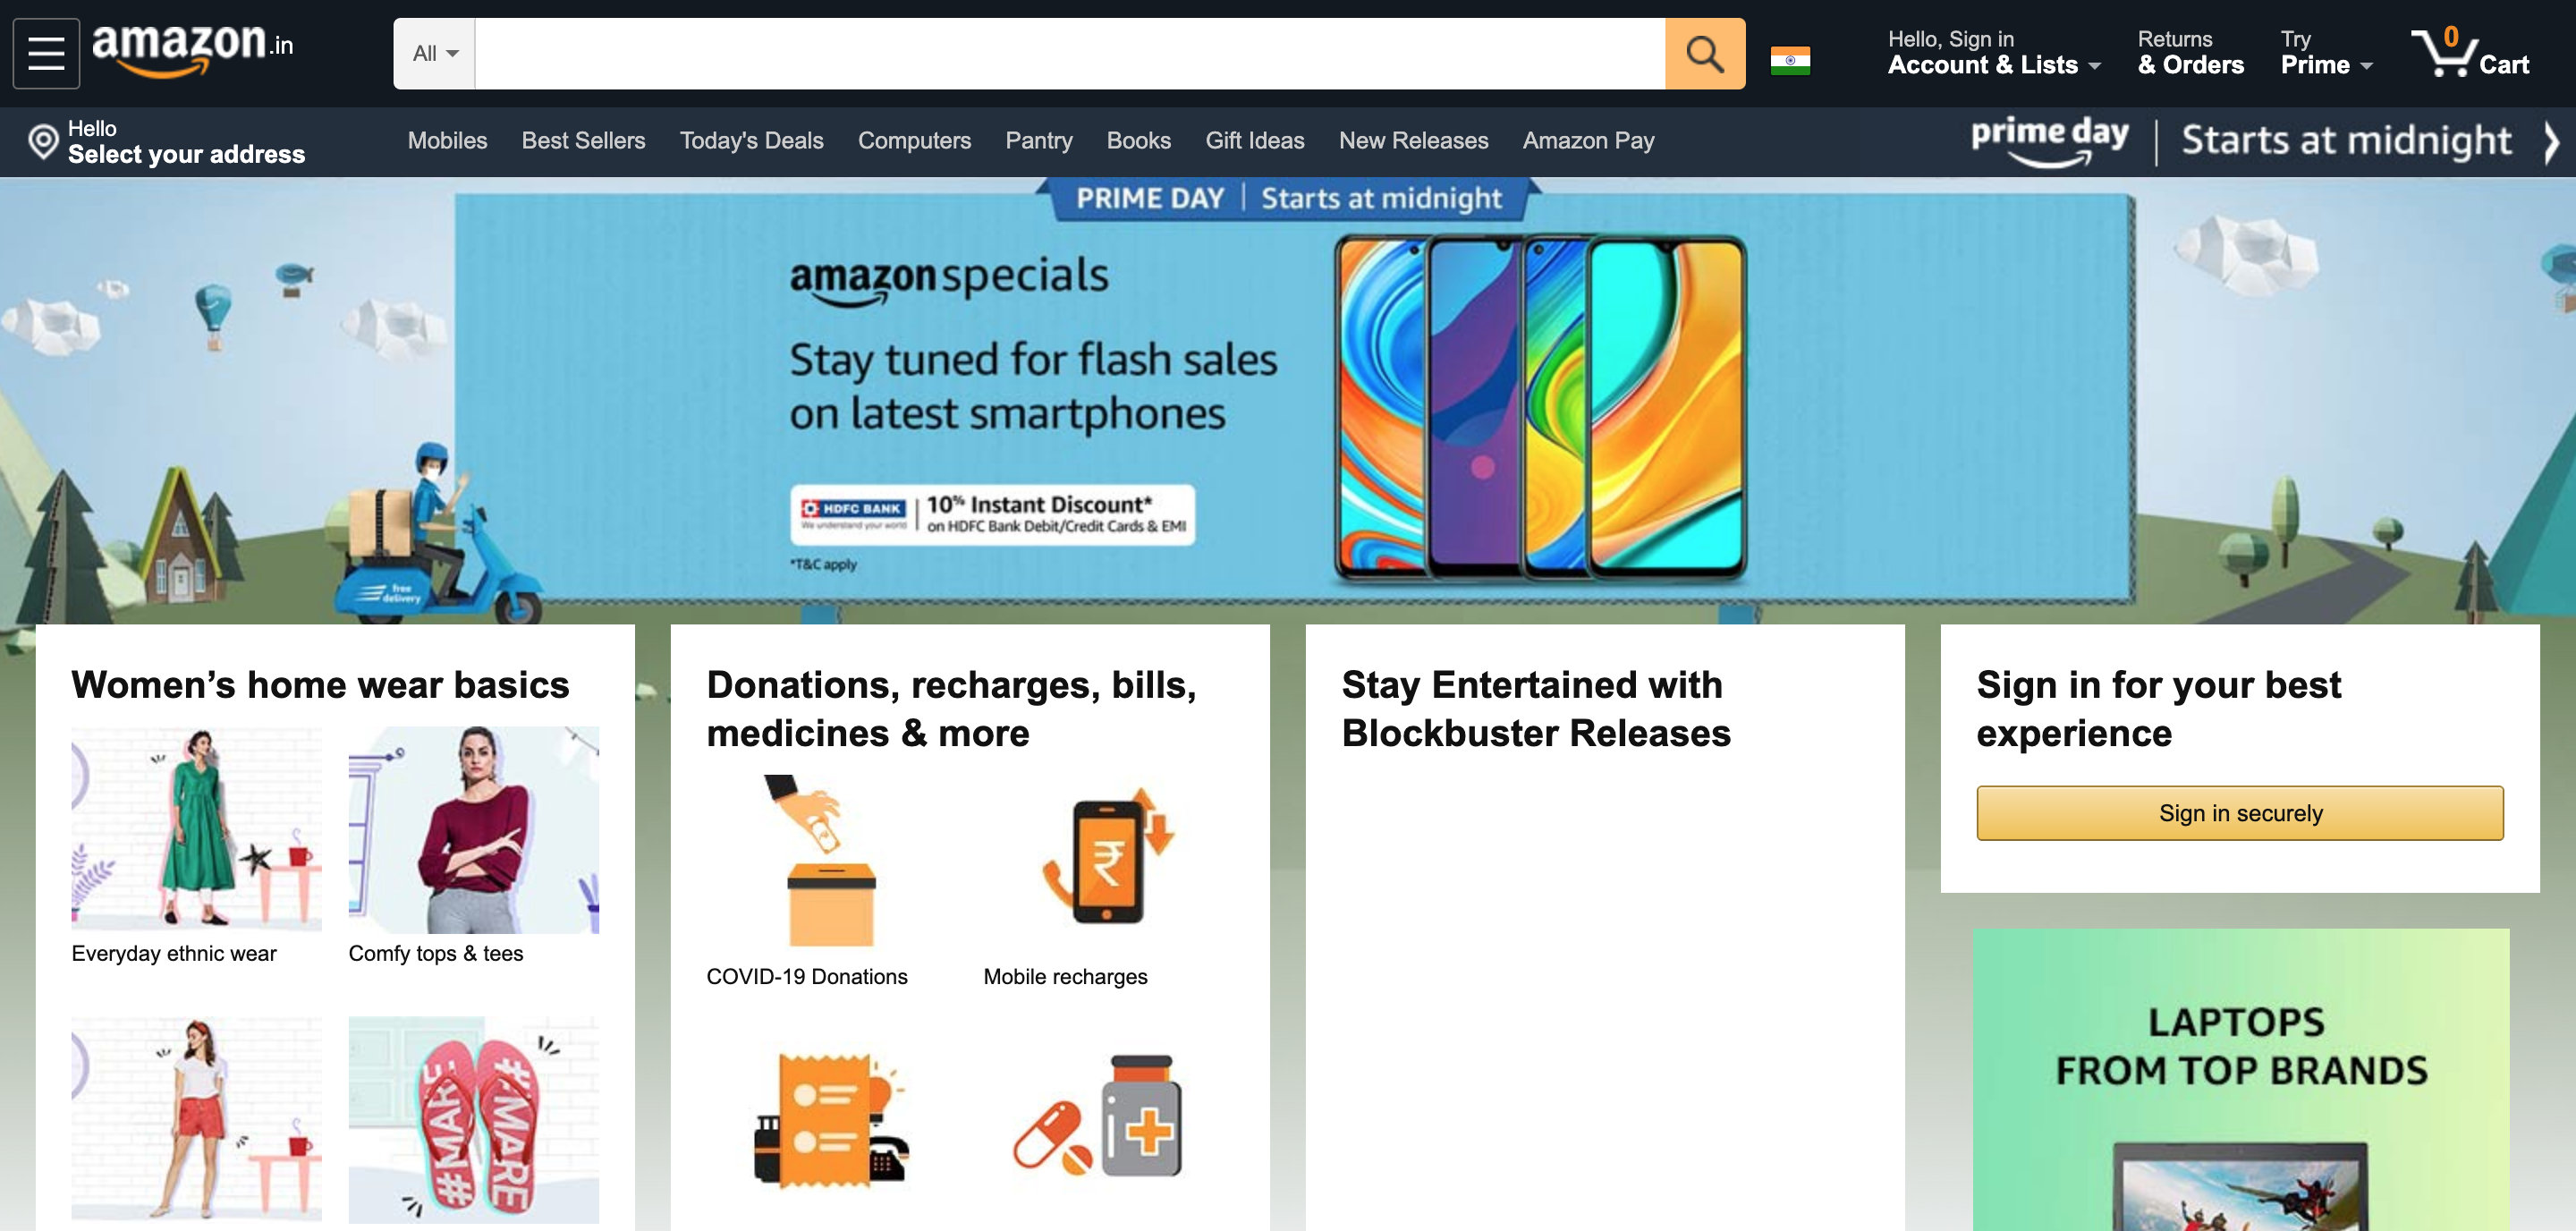 amazon.in
All
Hello, Sign in
Account & Lists
Returns
& Orders
Try
Prime
0
Cart
Hello
Select your address
Mobiles
Best Sellers
Today's Deals
Computers
Pantry
Books
Gift Ideas
New Releases
Amazon Pay
prime day | Starts at midnight
PRIME DAY | Starts at midnight
amazon specials
Stay tuned for flash sales
on latest smartphones
HDFC BANK
We understand your world
10% Instant Discount*
on HDFC Bank Debit/Credit Cards & EMI
*T&C apply
free
delivery
Women’s home wear basics
Everyday ethnic wear
Comfy tops & tees
#MARE
#MARE
Donations, recharges, bills,
medicines & more
₹
COVID-19 Donations
Mobile recharges
Stay Entertained with
Blockbuster Releases
Sign in for your best
experience
Sign in securely
LAPTOPS
FROM TOP BRANDS